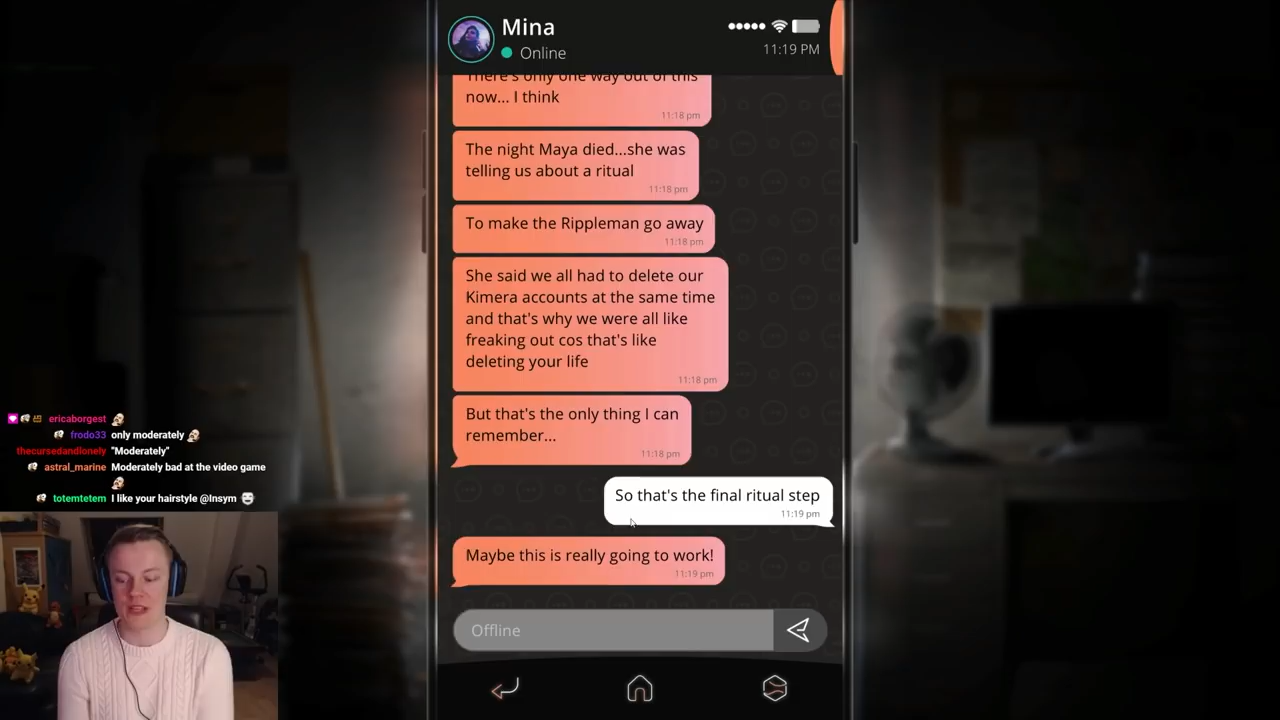 Mina
Online
11:19 PM
There's only one way out of this
now... I think
11:18 pm
The night Maya died...she was
telling us about a ritual
11:18 pm
To make the Rippleman go away
11:18 pm
She said we all had to delete our
Kimera accounts at the same time
and that's why we were all like
freaking out cos that's like
deleting your life
11:18 pm
But that's the only thing I can
remember...
11:18 pm
So that's the final ritual step
11:19 pm
Maybe this is really going to work!
11:19 pm
Offline
ericaborgest
frodo33 only moderately
thecursedandlonely "Moderately"
astral_marine Moderately bad at the video game
totemtetem I like your hairstyle @Insym